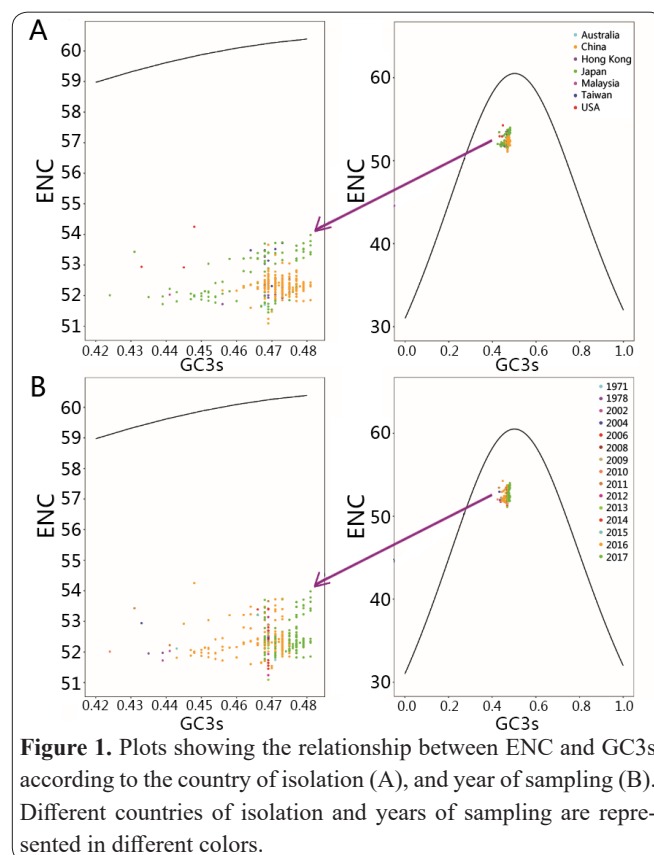 A
ENC
60
59
58
57
56
55
54
53
52
51
0.42 0.43 0.44 0.45 0.46 0.47 0.48
GC3s
ENC
60
50
40
30
0.0 0.2 0.4 0.6 0.8 1.0
GC3s
Australia
China
Hong Kong
Japan
Malaysia
Taiwan
USA
B
ENC
60
59
58
57
56
55
54
53
52
51
0.42 0.43 0.44 0.45 0.46 0.47 0.48
GC3s
ENC
60
50
40
30
0.0 0.2 0.4 0.6 0.8 1.0
GC3s
1971
1978
2002
2004
2006
2008
2009
2010
2011
2012
2013
2014
2015
2016
2017
Figure 1. Plots showing the relationship between ENC and GC3s
according to the country of isolation (A), and year of sampling (B).
Different countries of isolation and years of sampling are repre-
sented in different colors.